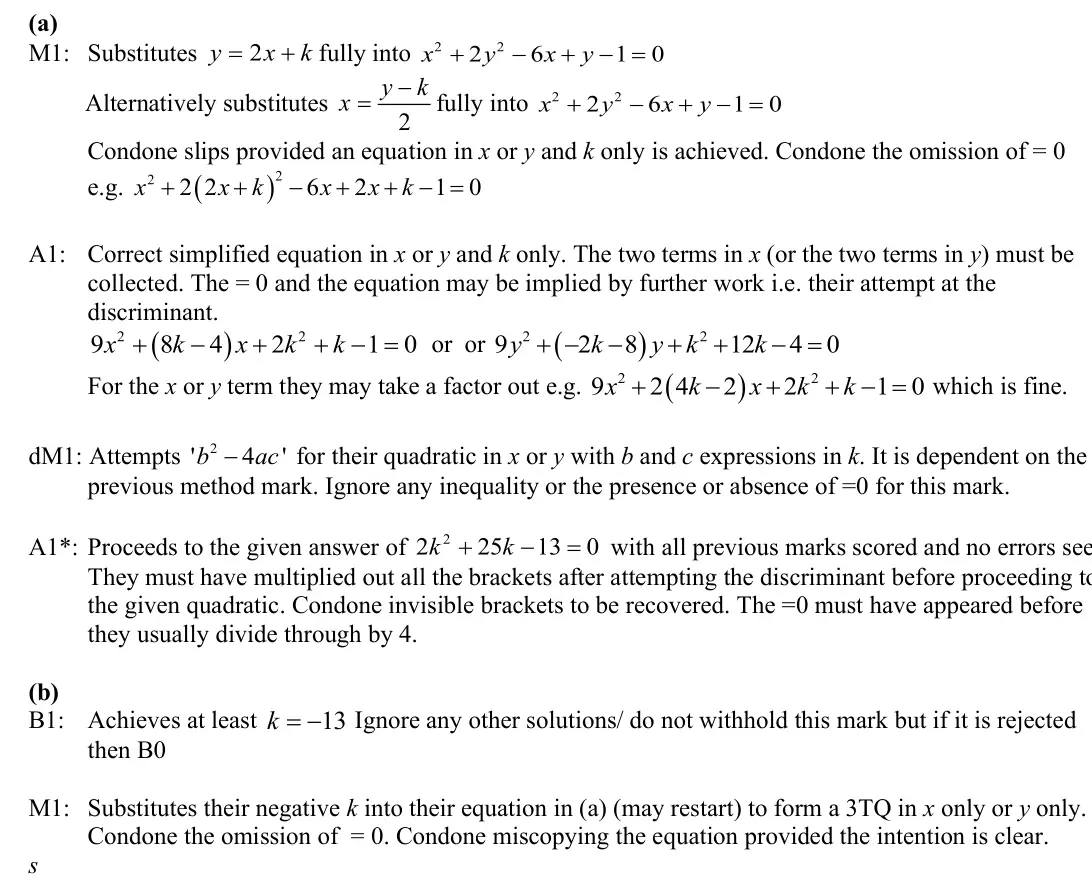 (a)
M1: Substitutes y = 2x + k fully into x² + 2y² − 6x + y − 1 = 0
Alternatively substitutes x = (y − k)/2 fully into x² + 2y² − 6x + y − 1 = 0
Condone slips provided an equation in x or y and k only is achieved. Condone the omission of = 0
e.g. x² + 2(2x + k)² − 6x + 2x + k − 1 = 0
A1: Correct simplified equation in x or y and k only. The two terms in x (or the two terms in y) must be
collected. The = 0 and the equation may be implied by further work i.e. their attempt at the
discriminant.
9x² + (8k − 4)x + 2k² + k − 1 = 0 or or 9y² + (−2k − 8)y + k² + 12k − 4 = 0
For the x or y term they may take a factor out e.g. 9x² + 2(4k − 2)x + 2k² + k − 1 = 0 which is fine.
dM1: Attempts 'b² − 4ac' for their quadratic in x or y with b and c expressions in k. It is dependent on the
previous method mark. Ignore any inequality or the presence or absence of =0 for this mark.
A1*: Proceeds to the given answer of 2k² + 25k − 13 = 0 with all previous marks scored and no errors see
They must have multiplied out all the brackets after attempting the discriminant before proceeding to
the given quadratic. Condone invisible brackets to be recovered. The =0 must have appeared before
they usually divide through by 4.
(b)
B1: Achieves at least k = −13 Ignore any other solutions/ do not withhold this mark but if it is rejected
then B0
M1: Substitutes their negative k into their equation in (a) (may restart) to form a 3TQ in x only or y only.
Condone the omission of = 0. Condone miscopying the equation provided the intention is clear.
s